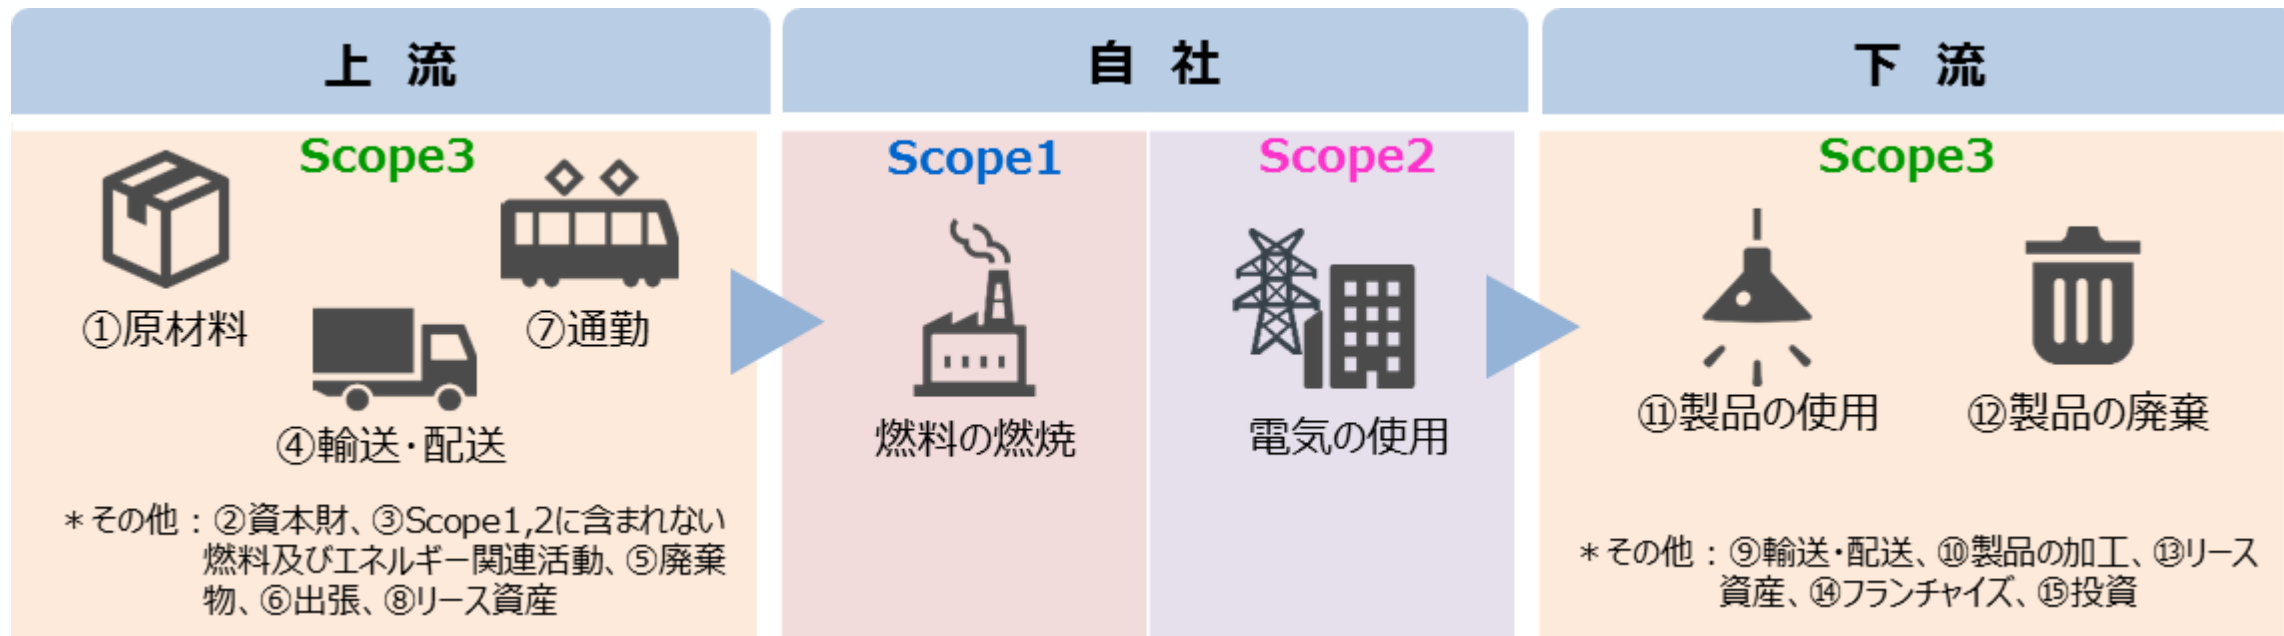 上 流
自 社
下 流
Scope3
①原材料
⑦通勤
④輸送・配送
＊その他：②資本財、③Scope1,2に含まれない
燃料及びエネルギー関連活動、⑤廃棄
物、⑥出張、⑧リース資産
Scope1
燃料の燃焼
Scope2
電気の使用
Scope3
⑪製品の使用
⑫製品の廃棄
＊その他：⑨輸送・配送、⑩製品の加工、⑬リース
資産、⑭フランチャイズ、⑮投資